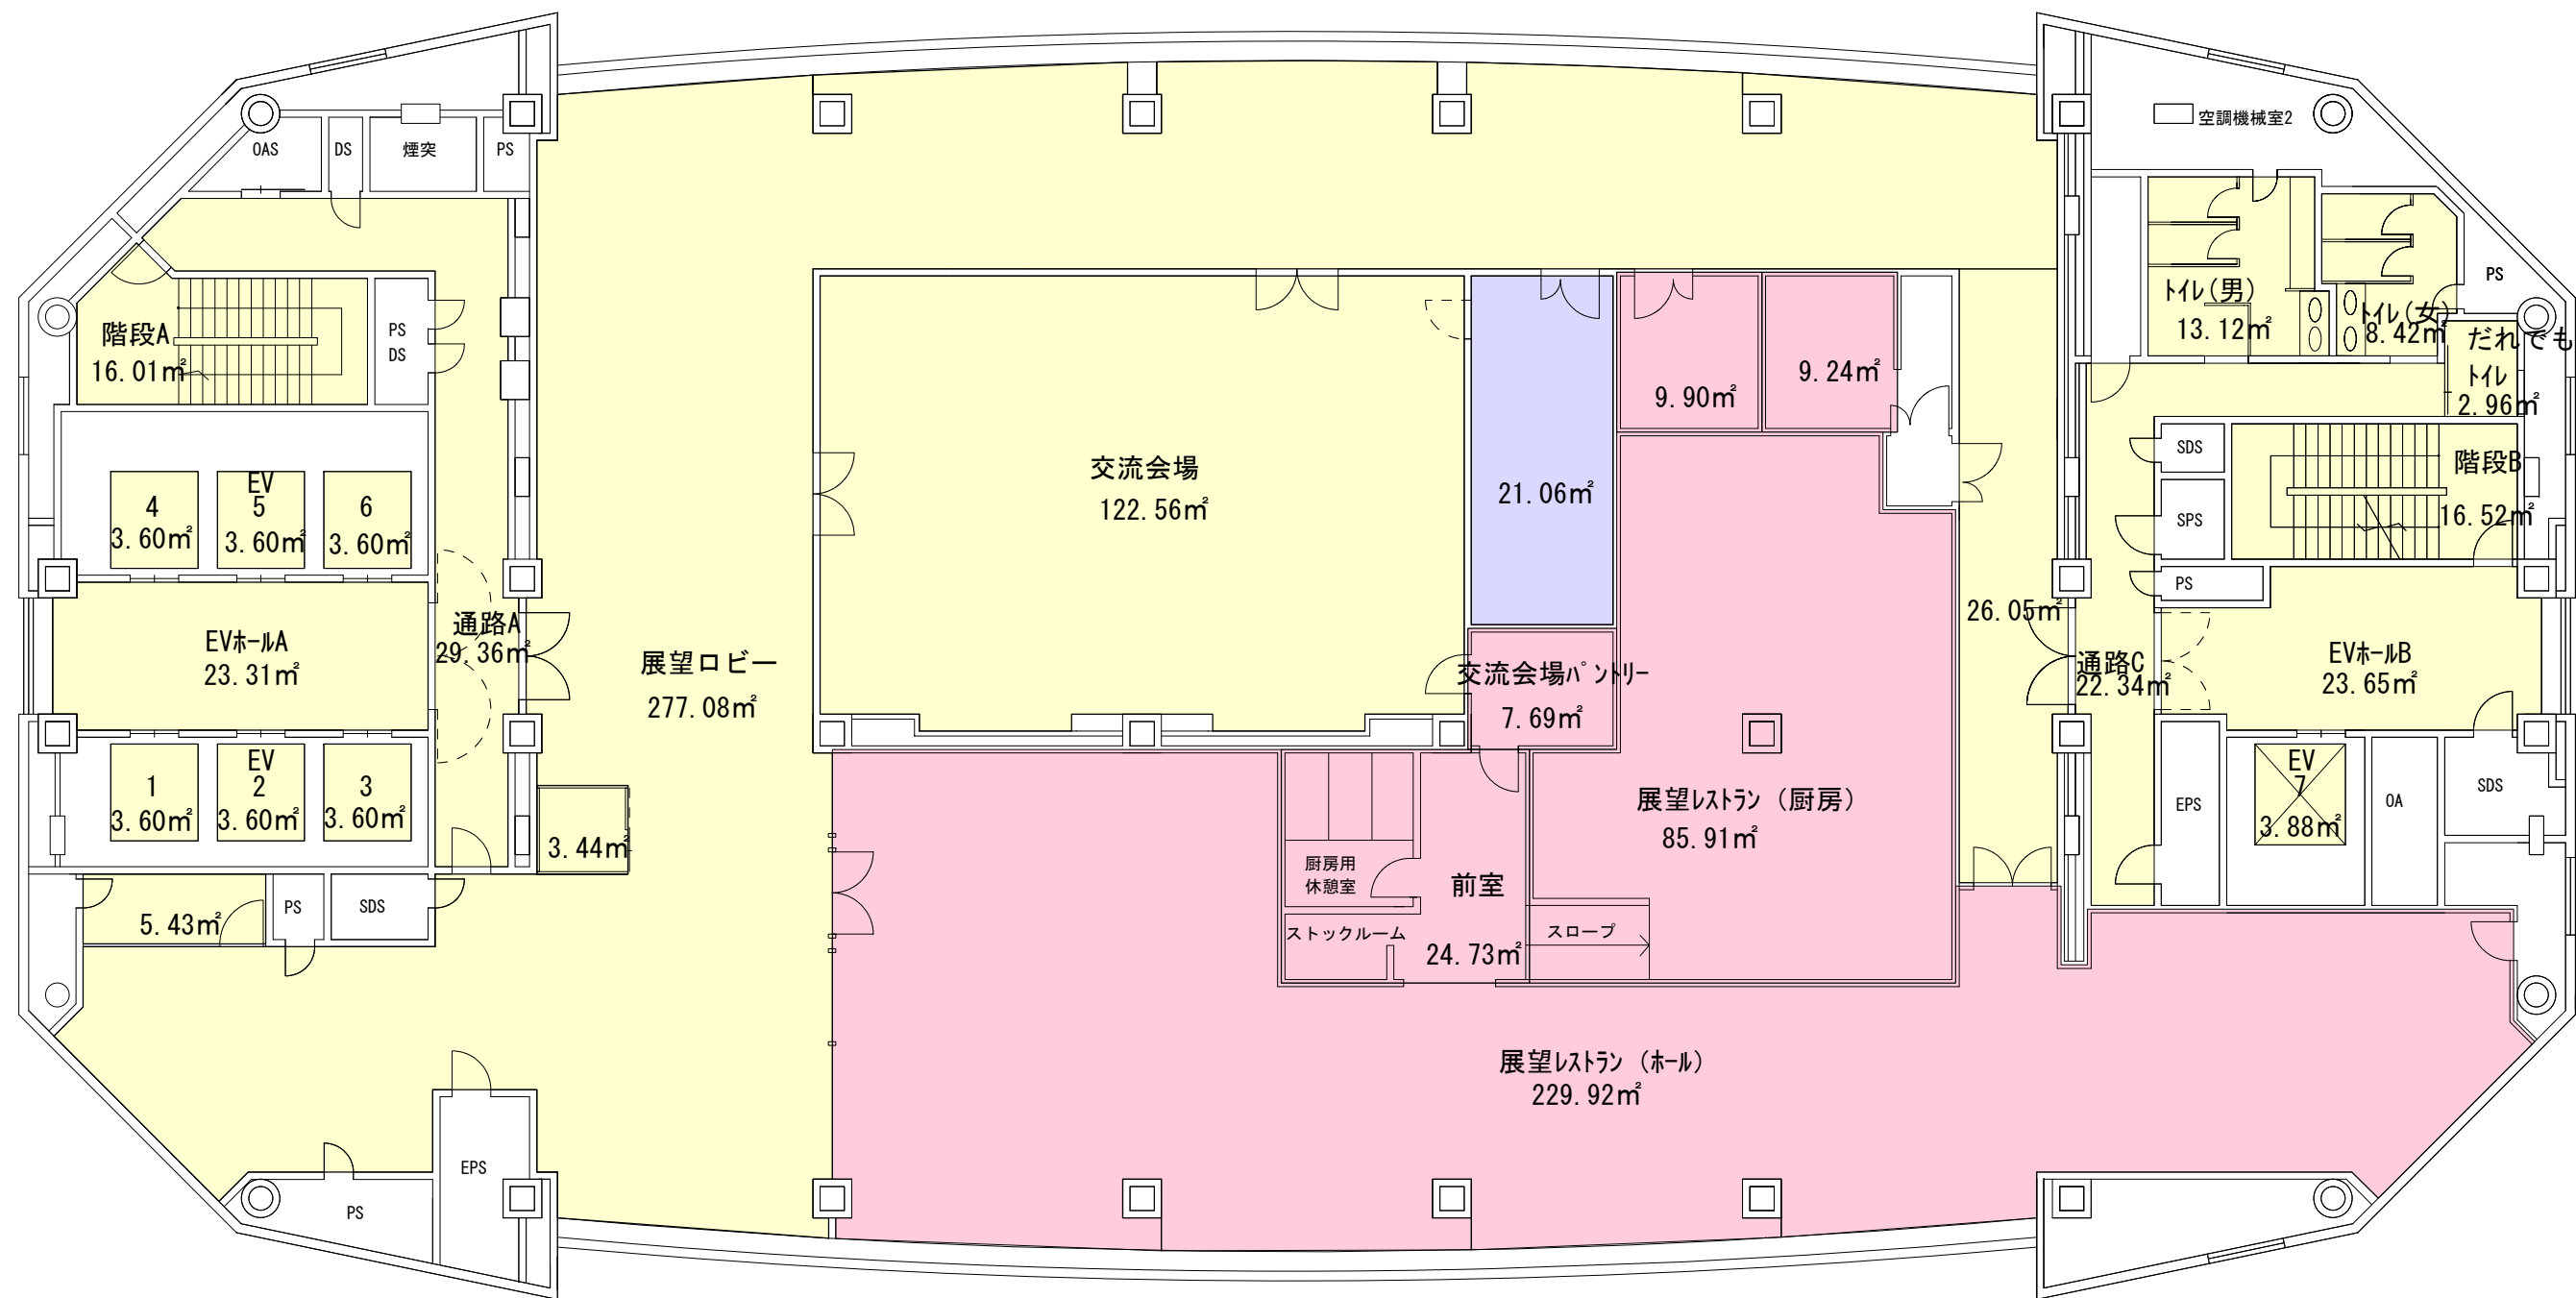 OAS
DS
煙突
PS
空調機械室2
階段A
16.01㎡
PS
DS
トイレ(男)
13.12㎡
トイレ(女)
8.42㎡
PS
だれでも
トイレ
2.96㎡
9.90㎡
9.24㎡
EV
4
3.60㎡
5
3.60㎡
6
3.60㎡
交流会場
122.56㎡
21.06㎡
SDS
SPS
PS
階段B
16.52㎡
EVホールA
23.31㎡
通路A
29.36㎡
展望ロビー
277.08㎡
交流会場パントリー
7.69㎡
26.05㎡
通路C
22.34㎡
EVホールB
23.65㎡
EV
1
3.60㎡
2
3.60㎡
3
3.60㎡
3.44㎡
展望レストラン(厨房)
85.91㎡
EPS
EV
7
3.88㎡
OA
SDS
厨房用
休憩室
前室
24.73㎡
ストックルーム
スロープ
5.43㎡
PS
SDS
展望レストラン(ホール)
229.92㎡
EPS
PS